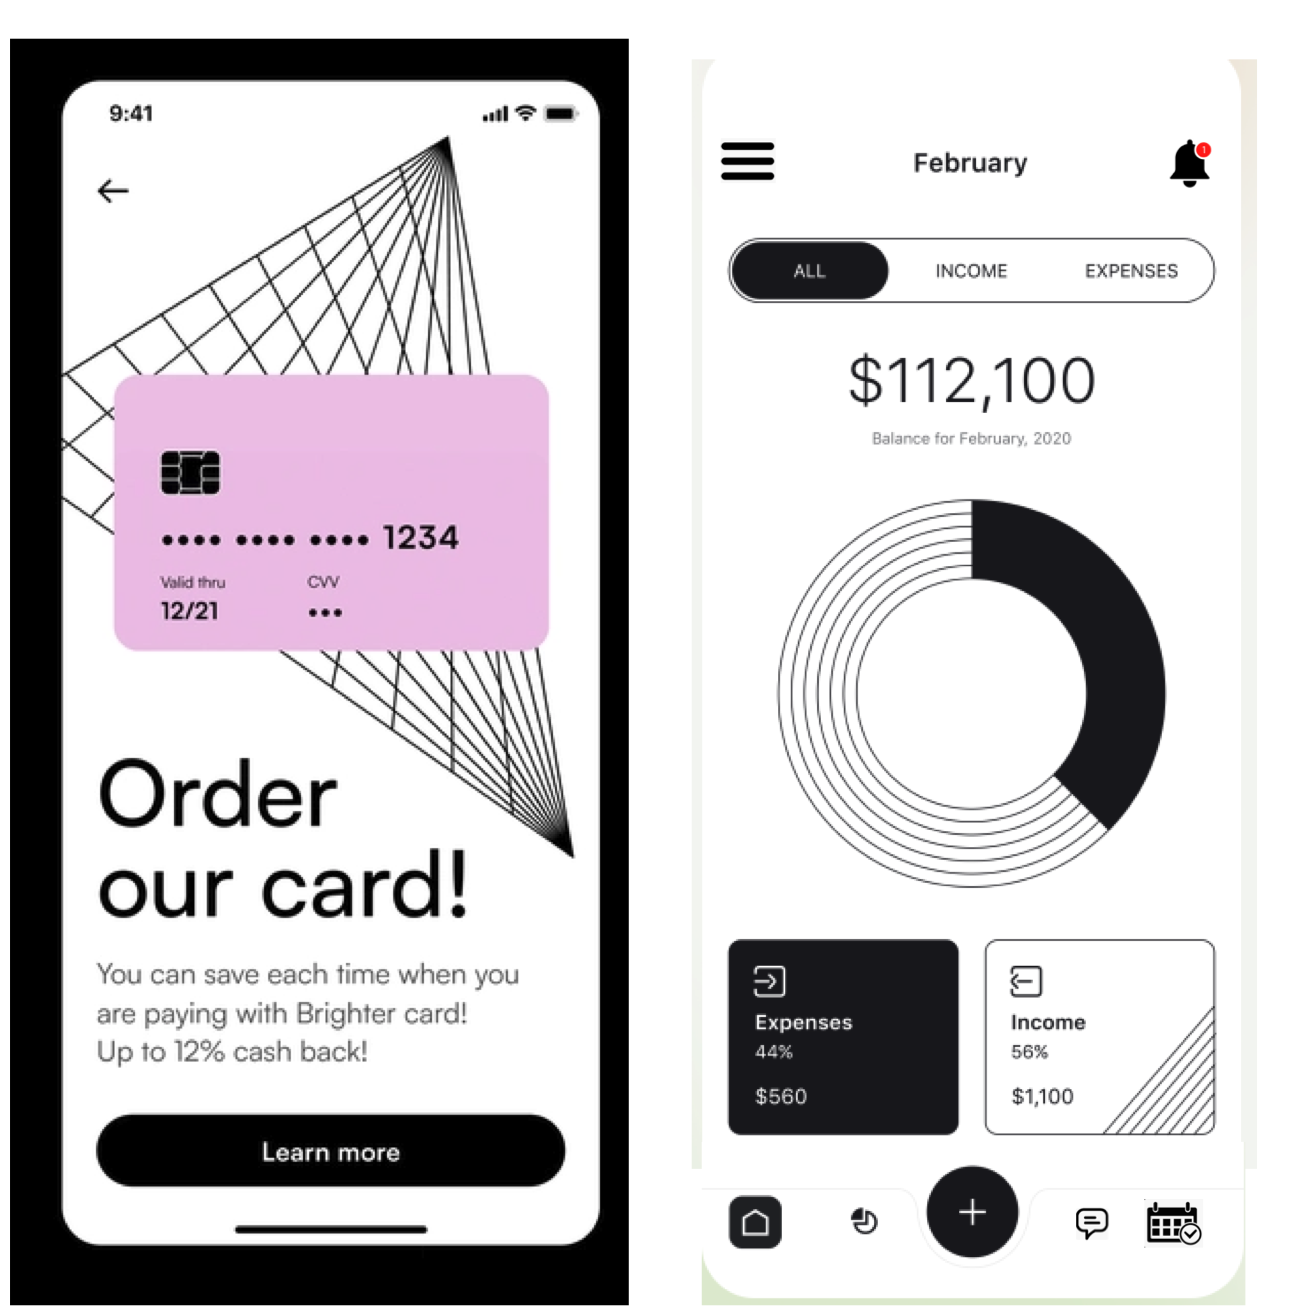 9:41
•••• •••• •••• 1234
Valid thru
CVV
12/21
•••
Order
our card!
You can save each time when you
are paying with Brighter card!
Up to 12% cash back!
Learn more
February
1
ALL
INCOME
EXPENSES
$112,100
Balance for February, 2020
Expenses
44%
$560
Income
56%
$1,100